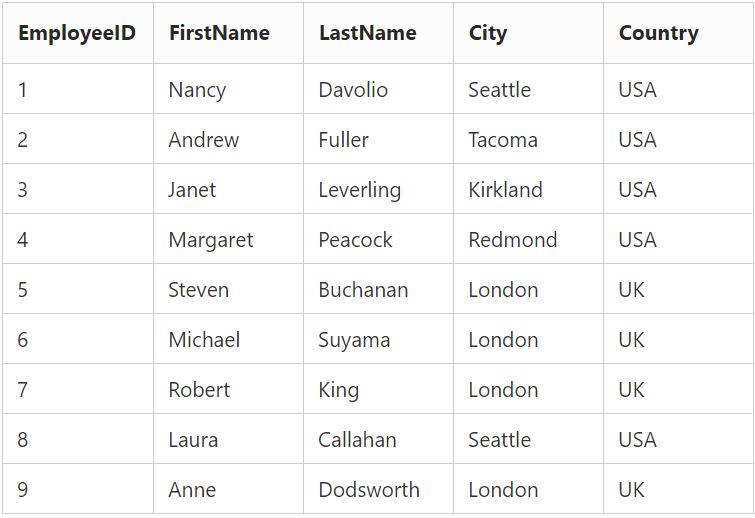 EmployeeID FirstName LastName City Country
1 Nancy Davolio Seattle USA
2 Andrew Fuller Tacoma USA
3 Janet Leverling Kirkland USA
4 Margaret Peacock Redmond USA
5 Steven Buchanan London UK
6 Michael Suyama London UK
7 Robert King London UK
8 Laura Callahan Seattle USA
9 Anne Dodsworth London UK